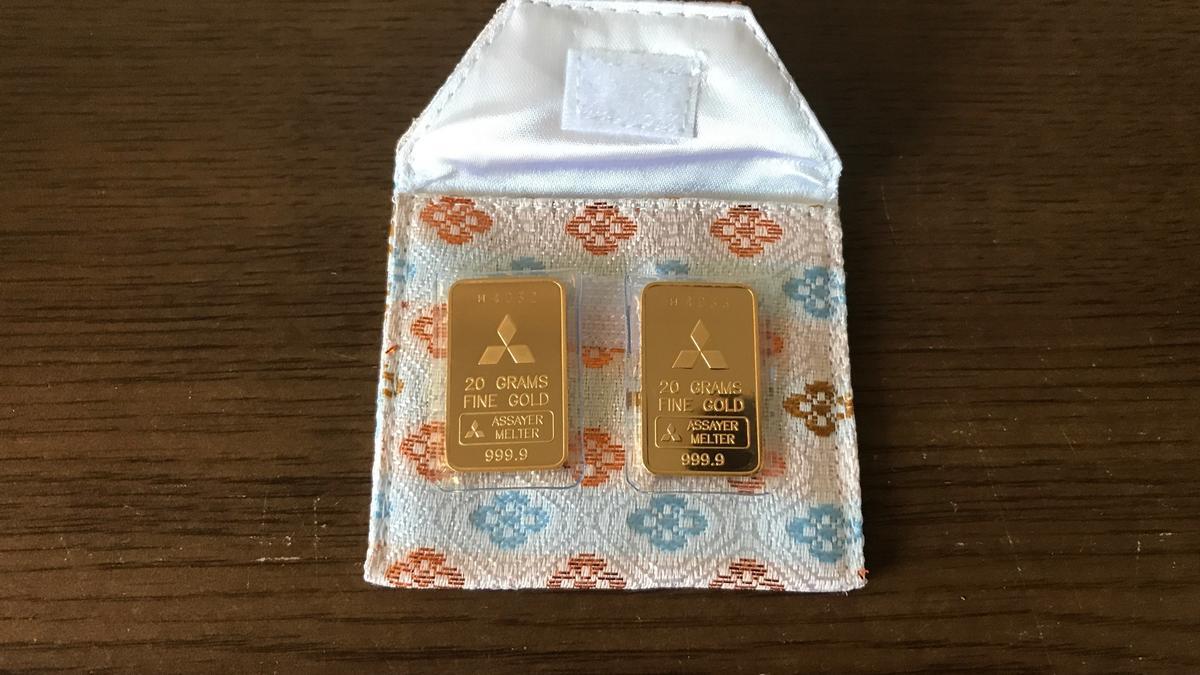 20 GRAMS
FINE GOLD
ASSAYER
MELTER
999.9
20 GRAMS
FINE GOLD
ASSAYER
MELTER
999.9